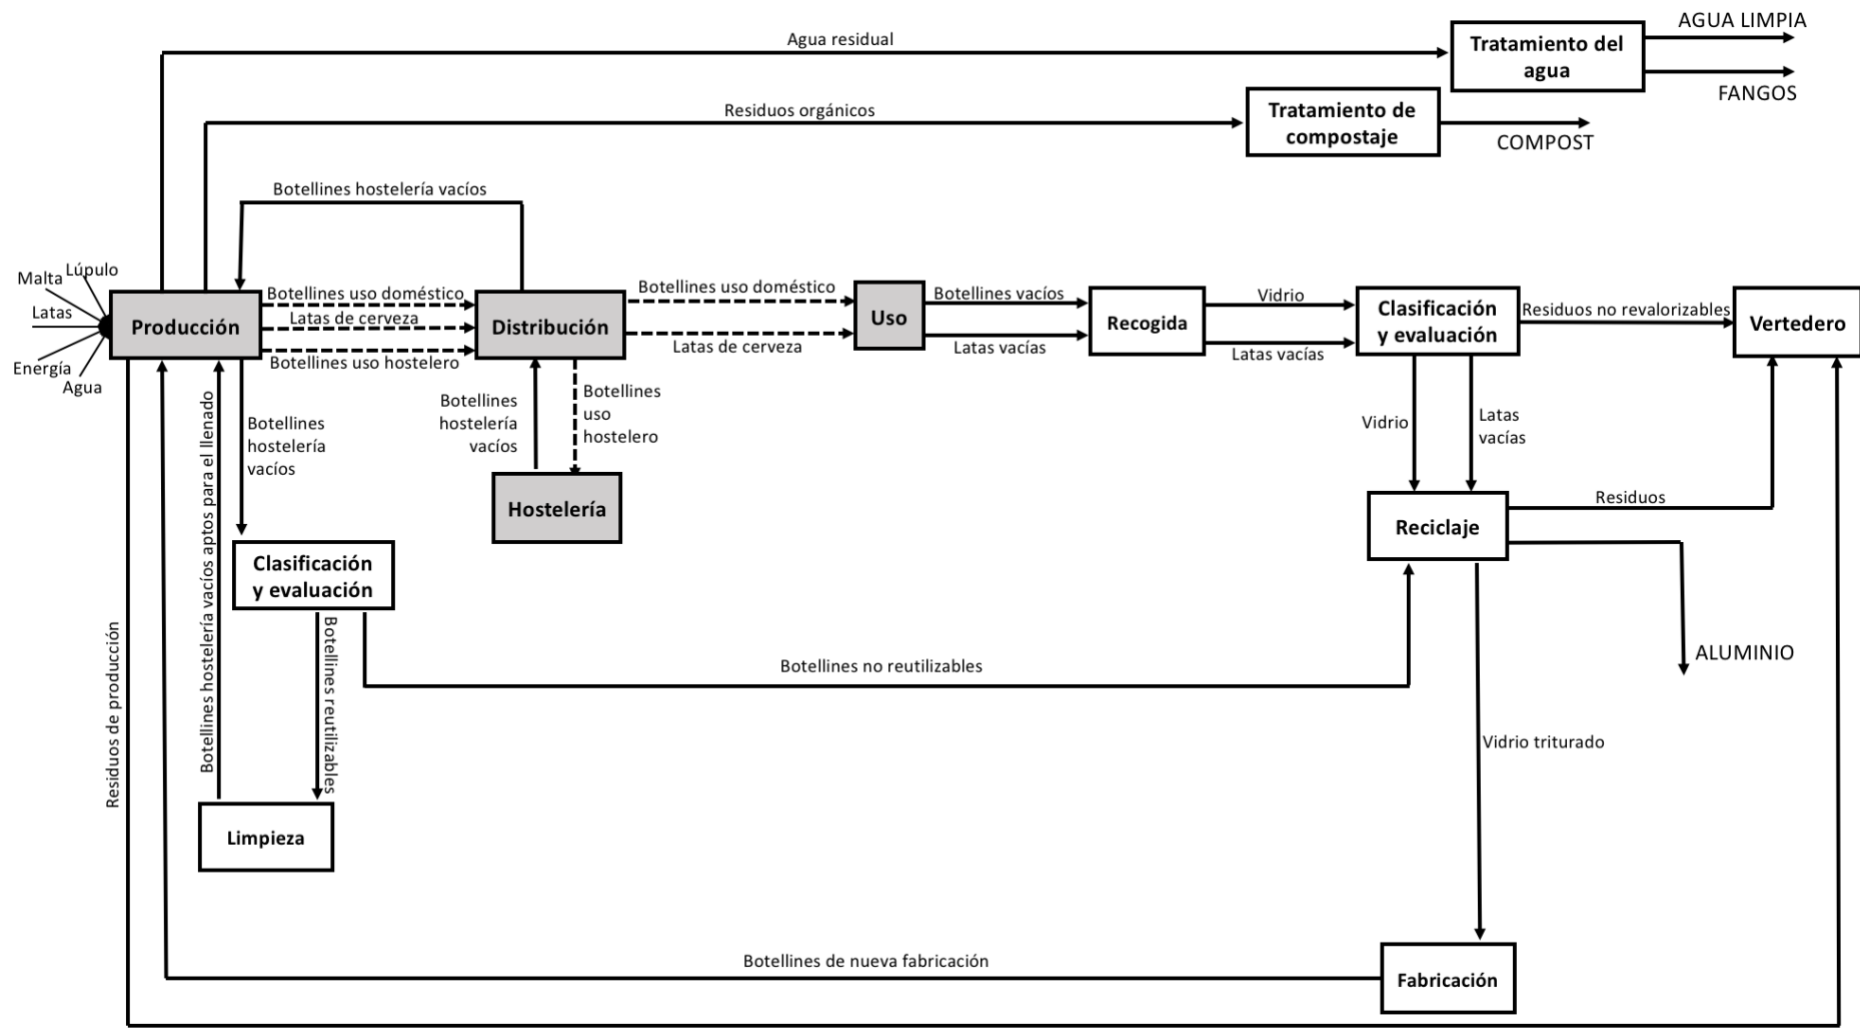 AGUA LIMPIA
Agua residual
Tratamiento del
agua
FANGOS
Residuos orgánicos
Tratamiento de
compostaje
COMPOST
Botellines hostelería vacíos
Lúpulo
Malta
Latas
Energía
Agua
Producción
Botellines uso doméstico
Latas de cerveza
Botellines uso hostelero
Distribución
Botellines uso doméstico
Latas de cerveza
Uso
Botellines vacíos
Latas vacías
Recogida
Vidrio
Latas vacías
Clasificación
y evaluación
Residuos no revalorizables
Vertedero
Botellines
hostelería
vacíos
Botellines
hostelería
vacíos
Botellines
uso
hostelero
Vidrio
Latas
vacías
Hostelería
Reciclaje
Residuos
ALUMINIO
Clasificación
y evaluación
Botellines hostelería vacíos aptos para el llenado
Botellines reutilizables
Botellines no reutilizables
Residuos de producción
Vidrio triturado
Limpieza
Botellines de nueva fabricación
Fabricación